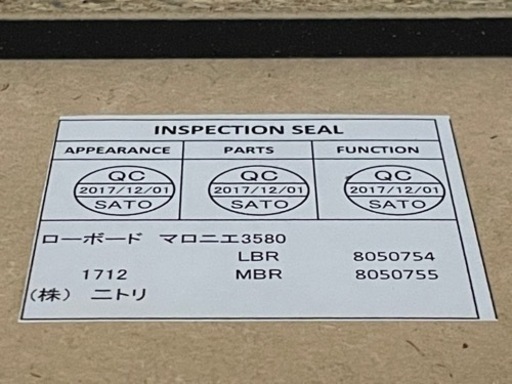 INSPECTION SEAL
APPEARANCE PARTS FUNCTION
QC QC QC
2017/12/01 2017/12/01 2017/12/01
SATO SATO SATO
ローボード マロニエ3580
LBR 8050754
1712 MBR 8050755
(株) ニトリ